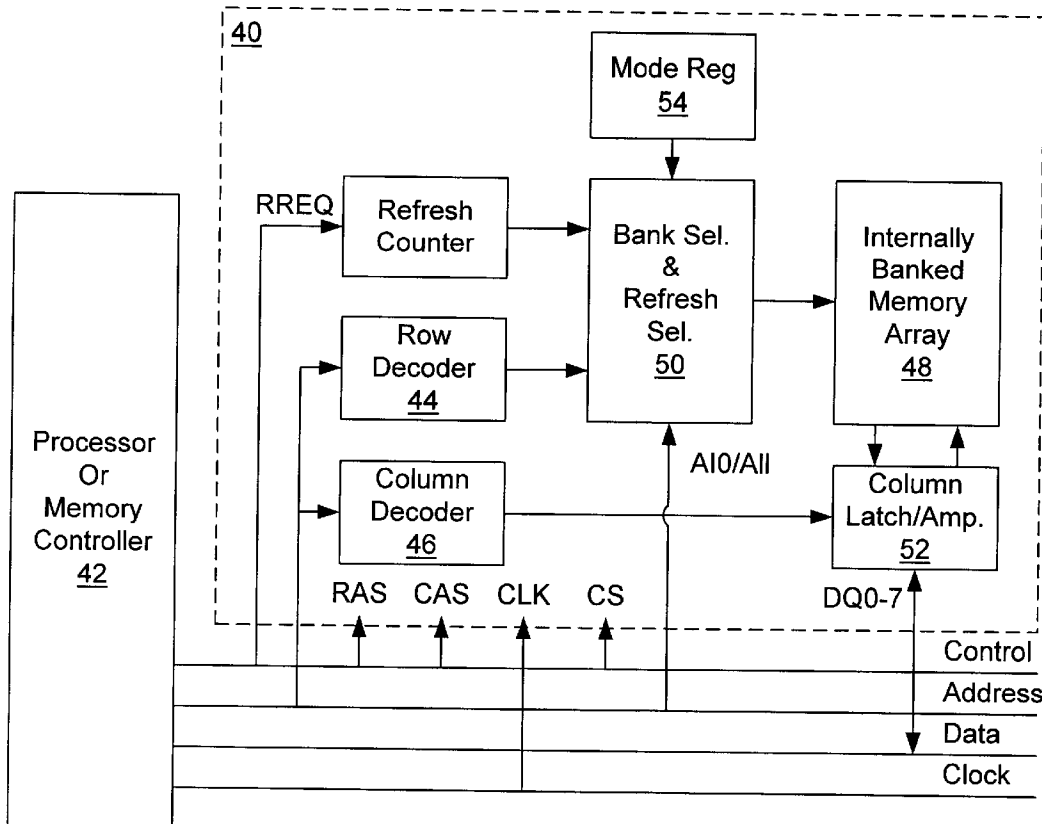 40
Mode Reg
54
RREQ
Refresh
Counter
Bank Sel.
&
Refresh
Sel.
50
Internally
Banked
Memory
Array
48
Row
Decoder
44
Processor
Or
Memory
Controller
42
AI0/AII
Column
Decoder
46
Column
Latch/Amp.
52
RAS
CAS
CLK
CS
DQ0-7
Control
Address
Data
Clock